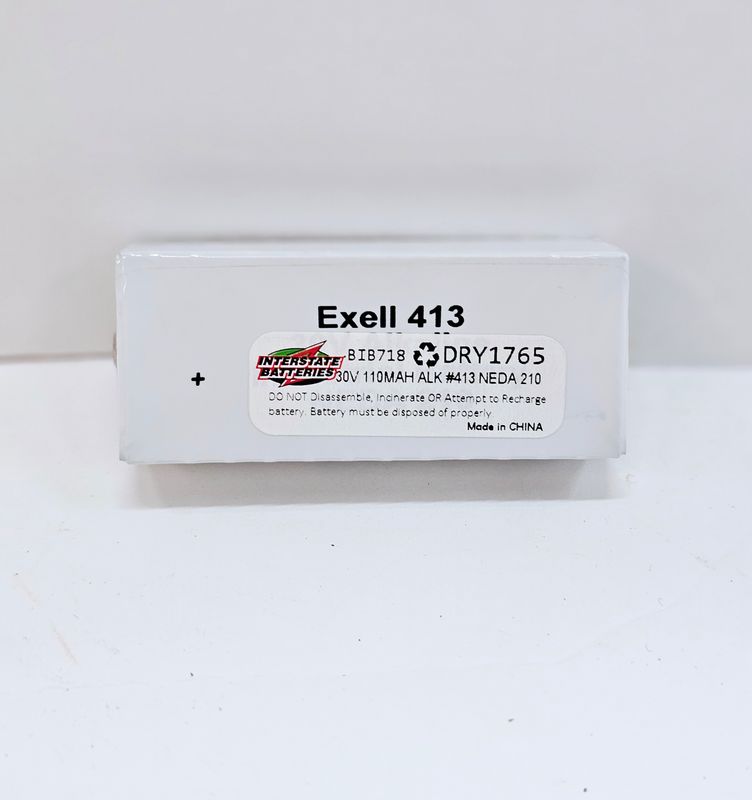 Exell 413
INTERSTATE
BATTERIES
BIB718 DRY1765
30V 110MAH ALK #413 NEDA 210
DO NOT Disassemble, Incinerate OR Attempt to Recharge
battery. Battery must be disposed of properly.
Made in CHINA
+